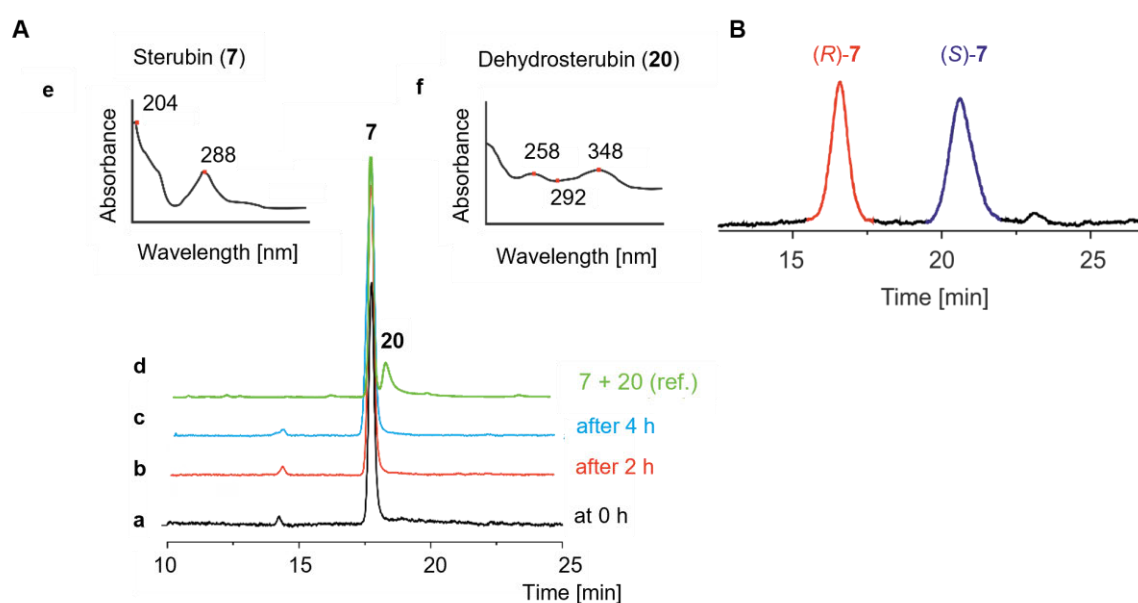 A
Sterubin (7)
e
204
288
Absorbance
Wavelength [nm]
Dehydrosterubin (20)
f
258
348
292
Absorbance
Wavelength [nm]
7
20
d
7 + 20 (ref.)
c
after 4 h
b
after 2 h
a
at 0 h
10 15 20 25
Time [min]
B
(R)-7
(S)-7
15 20 25
Time [min]